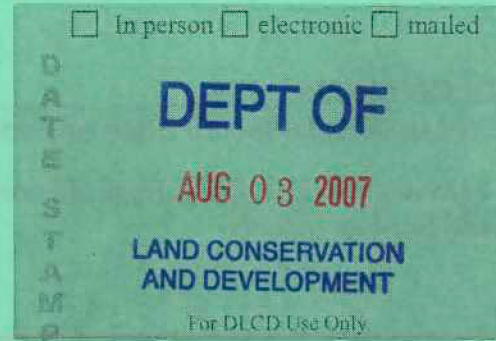 ☐ In person ☐ electronic ☐ mailed
DATE STAMP
DEPT OF
AUG 03 2007
LAND CONSERVATION
AND DEVELOPMENT
For DLCD Use Only